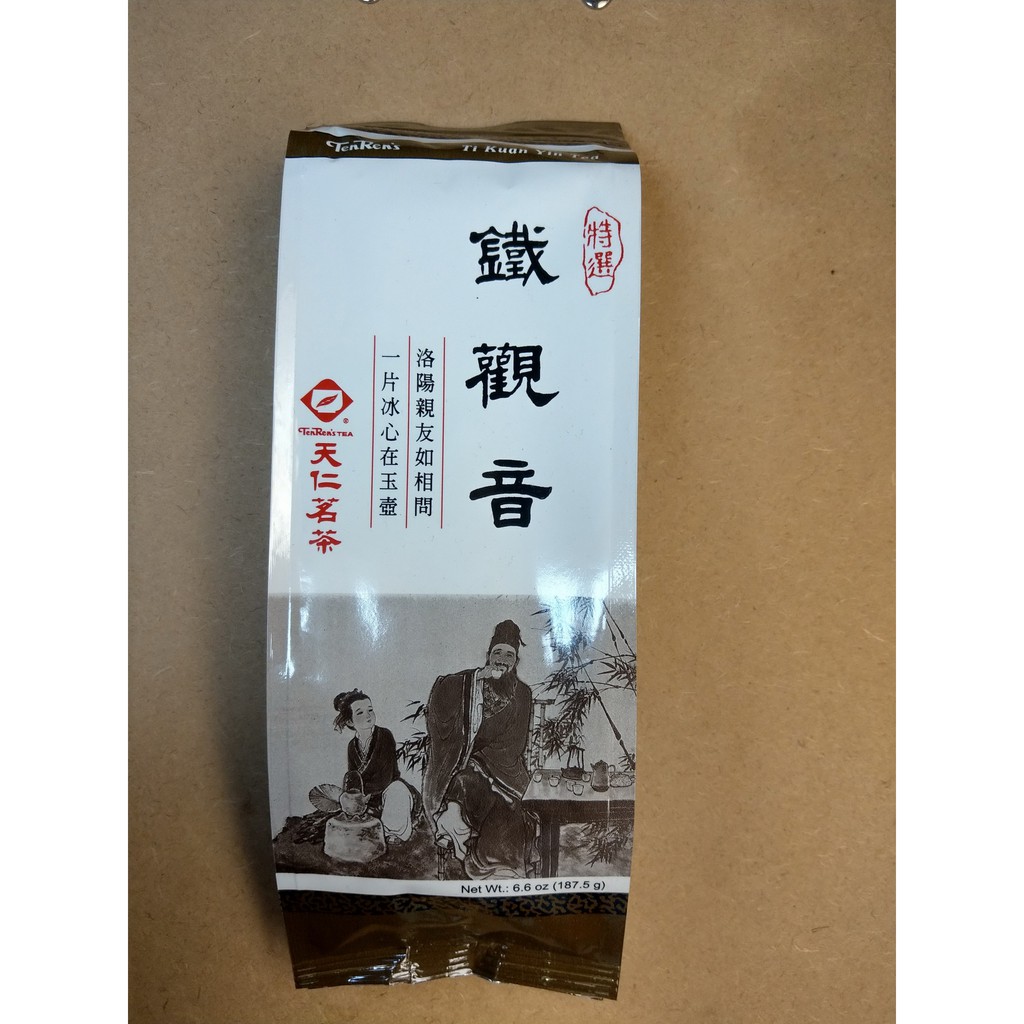 TenRen's
Ti Kuan Yin Tea
特選
鐵觀音
洛陽親友如相問
一片冰心在玉壺
®
TenRen's TEA
天仁茗茶
Net Wt.: 6.6 oz (187.5 g)